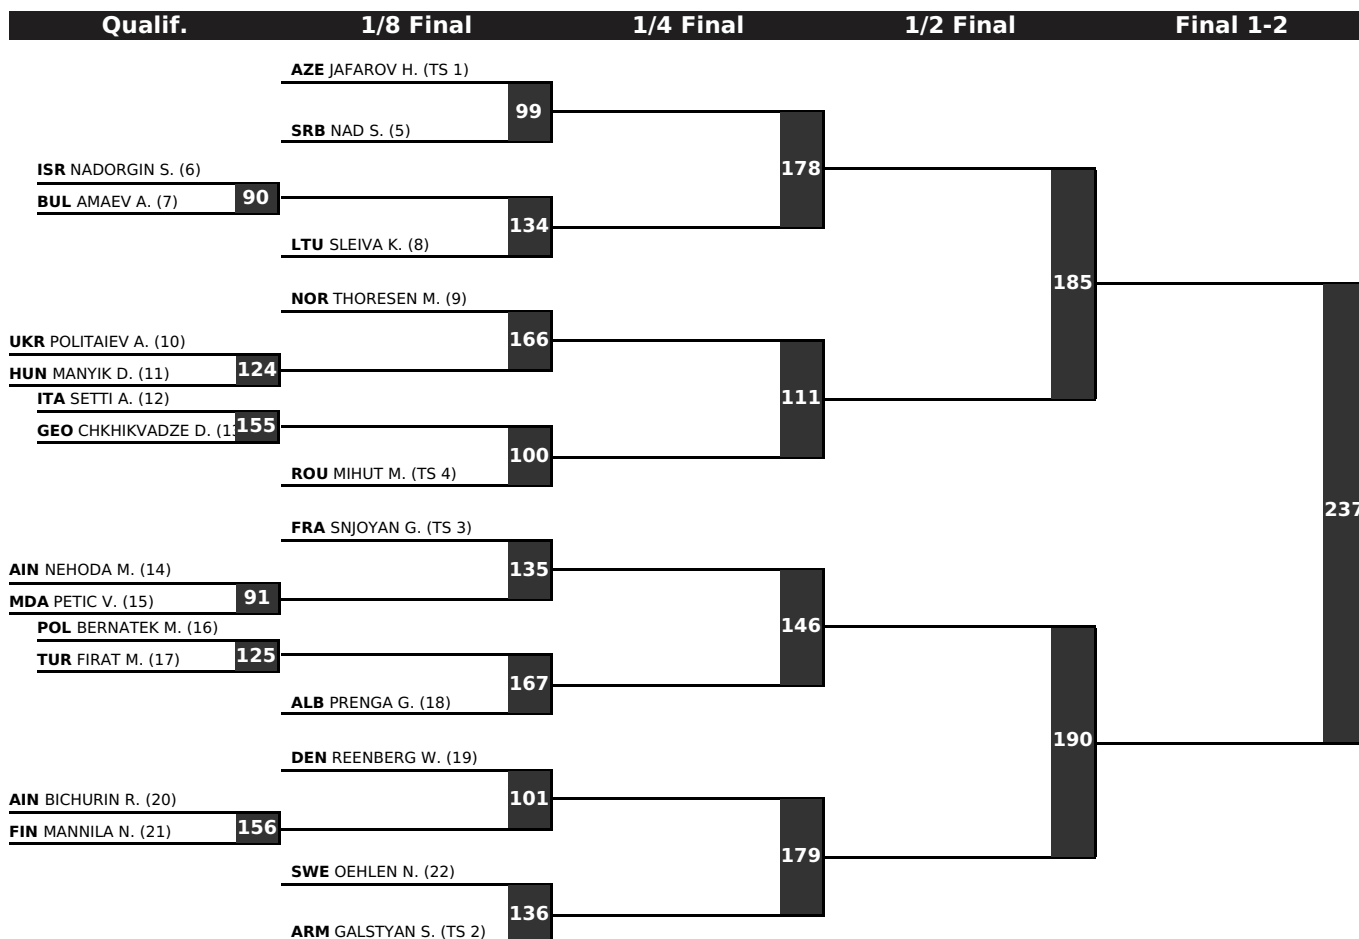 Qualif. 1/8 Final 1/4 Final 1/2 Final Final 1-2
AZE JAFAROV H. (TS 1)
99
SRB NAD S. (5)
ISR NADORGIN S. (6)
178
BUL AMAEV A. (7) 90
134
LTU SLEIVA K. (8)
185
NOR THORESEN M. (9)
166
UKR POLITAIEV A. (10)
HUN MANYIK D. (11) 124
ITA SETTI A. (12)
111
GEO CHKHIKVADZE D. (13 155
100
ROU MIHUT M. (TS 4)
237
FRA SNJOYAN G. (TS 3)
135
AIN NEHODA M. (14)
MDA PETIC V. (15) 91
POL BERNATEK M. (16)
146
TUR FIRAT M. (17) 125
167
ALB PRENGA G. (18)
190
DEN REENBERG W. (19)
101
AIN BICHURIN R. (20)
FIN MANNILA N. (21) 156
179
SWE OEHLEN N. (22)
136
ARM GALSTYAN S. (TS 2)